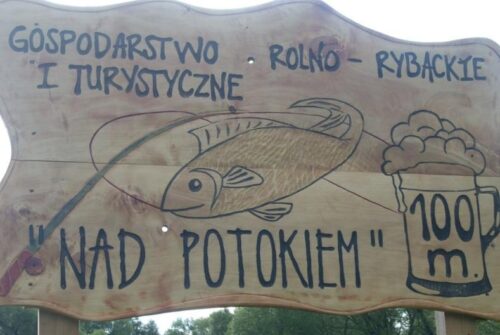 GOSPODARSTWO ROLNO - RYBACKIE
I TURYSTYCZNE
"NAD POTOKIEM"
100
m.